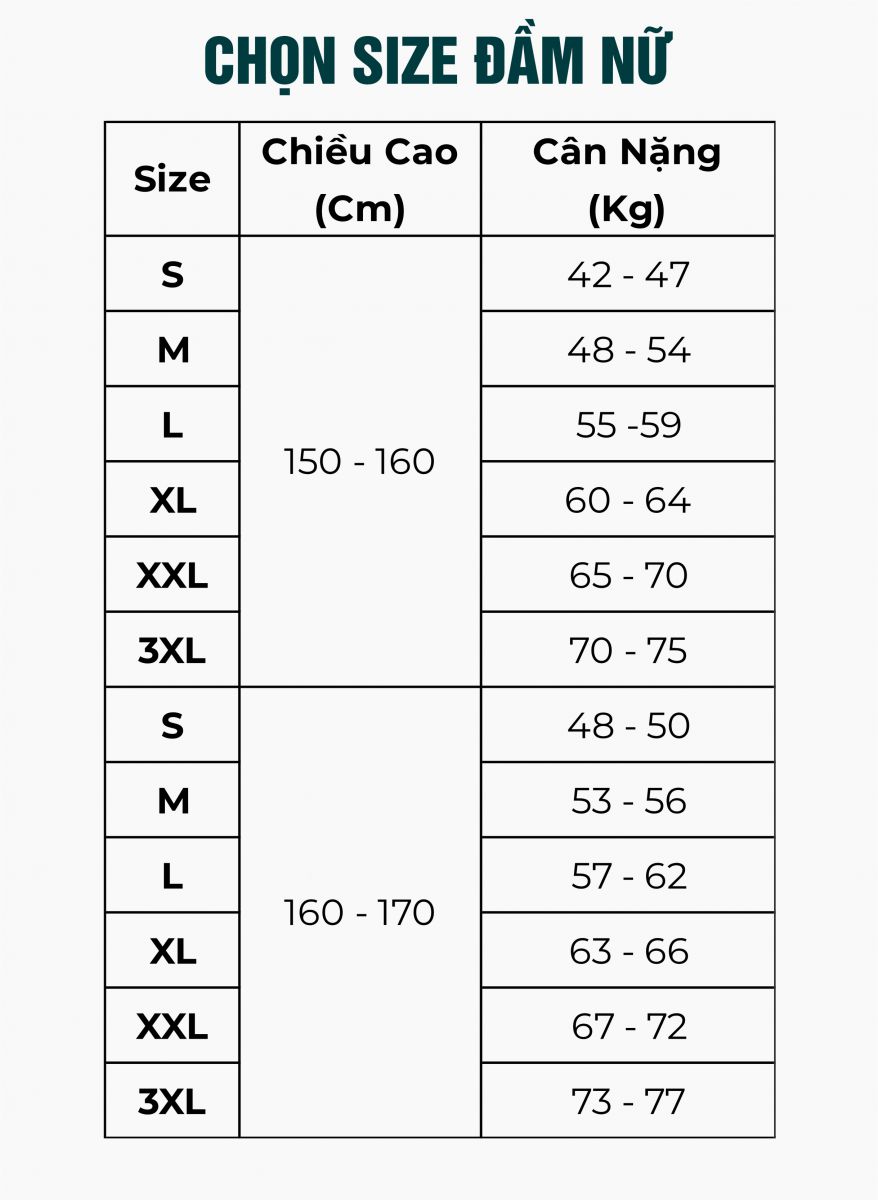 CHỌN SIZE ĐẦM NỮ
Size
Chiều Cao
(Cm)
Cân Nặng
(Kg)
S
42 - 47
M
48 - 54
L
55 -59
150 - 160
XL
60 - 64
XXL
65 - 70
3XL
70 - 75
S
48 - 50
M
53 - 56
L
57 - 62
160 - 170
XL
63 - 66
XXL
67 - 72
3XL
73 - 77